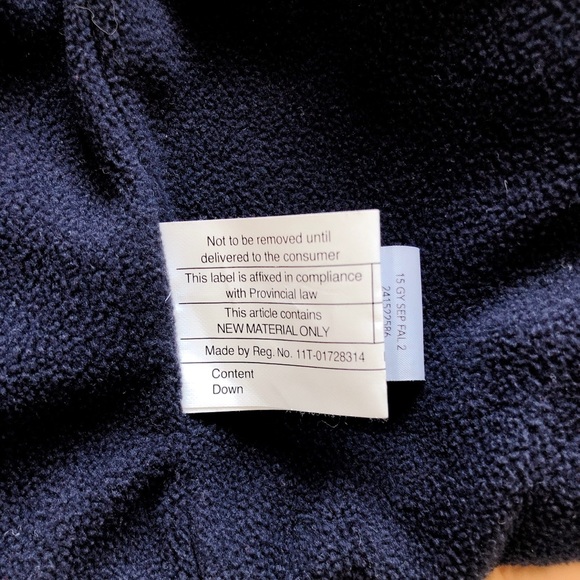 Not to be removed until
delivered to the consumer
This label is affixed in compliance
with Provincial law
This article contains
NEW MATERIAL ONLY
Made by Reg. No. 11T-01728314
Content
Down
15 GY SEP FAL 2
241522586